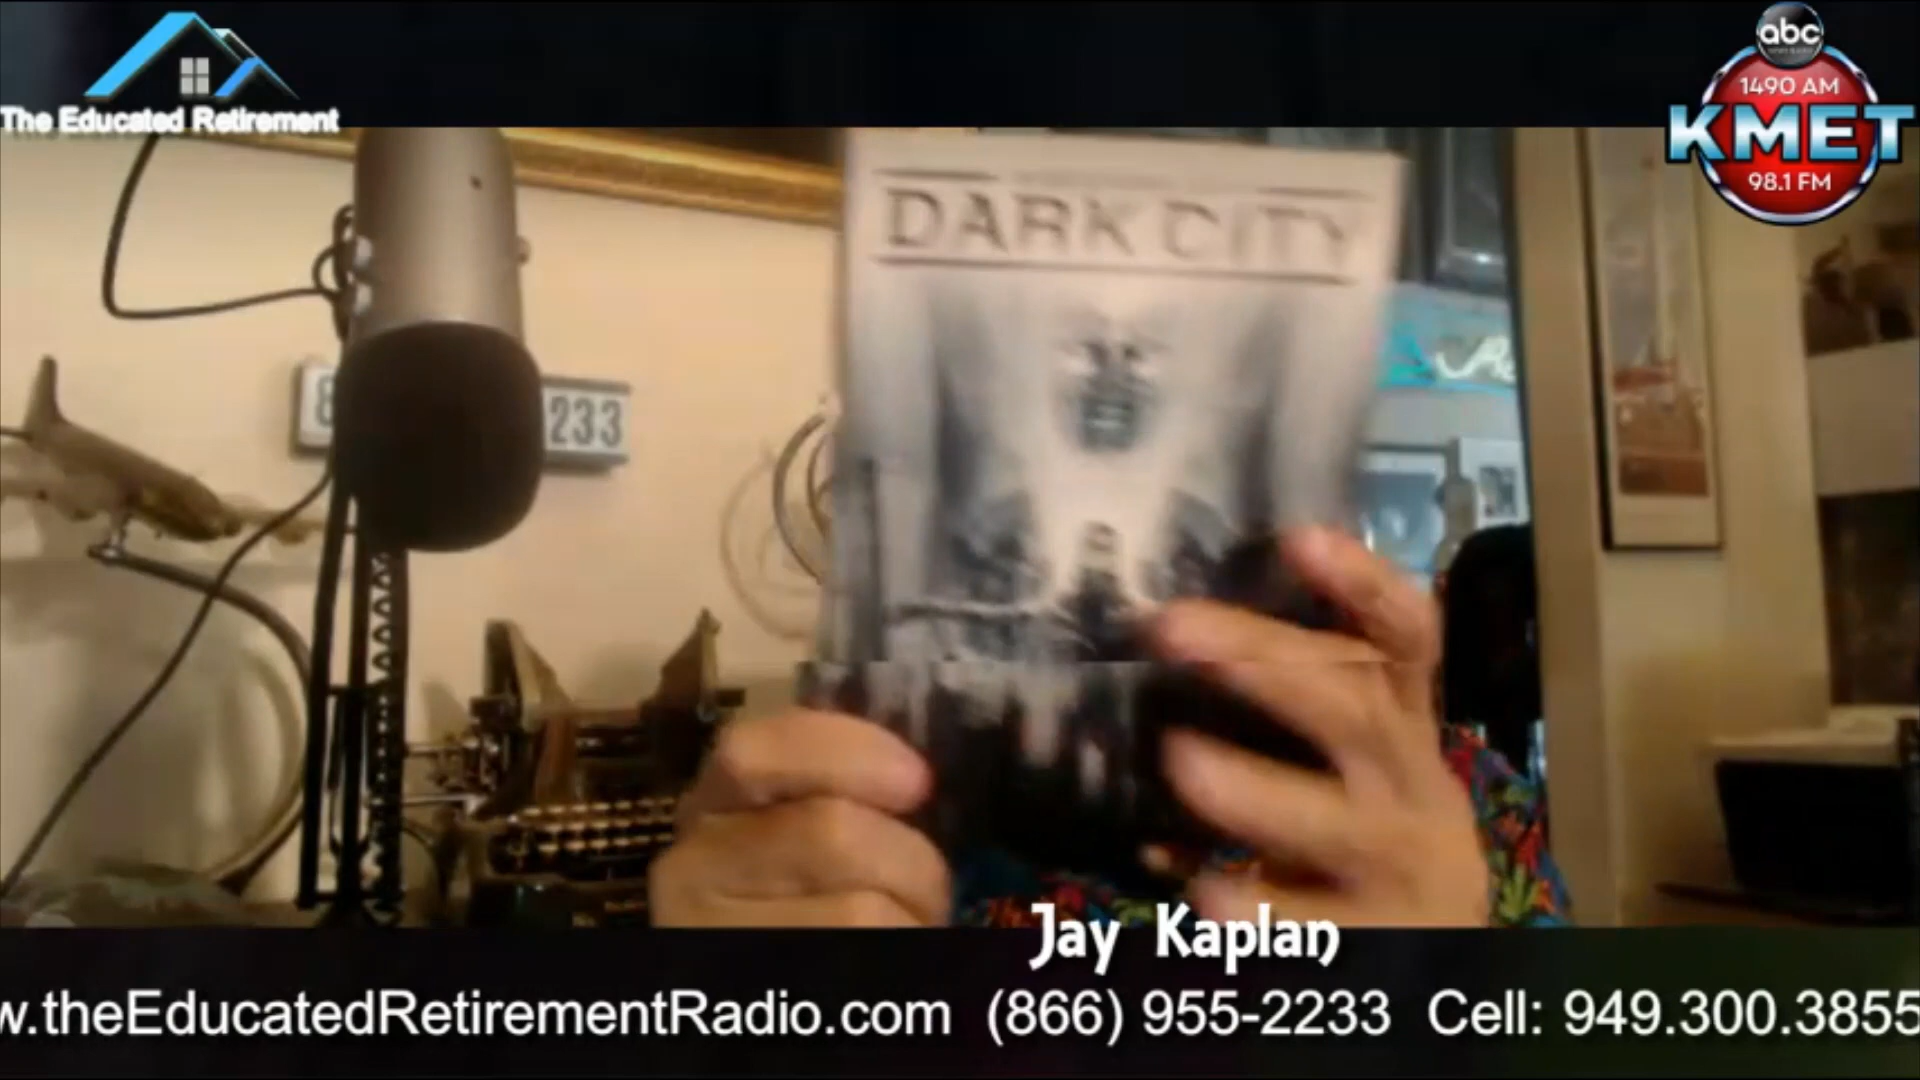 The Educated Retirement
abc
1490 AM
KMET
98.1 FM
DARK CITY
233
Jay Kaplan
w.theEducatedRetirementRadio.com (866) 955-2233 Cell: 949.300.3855